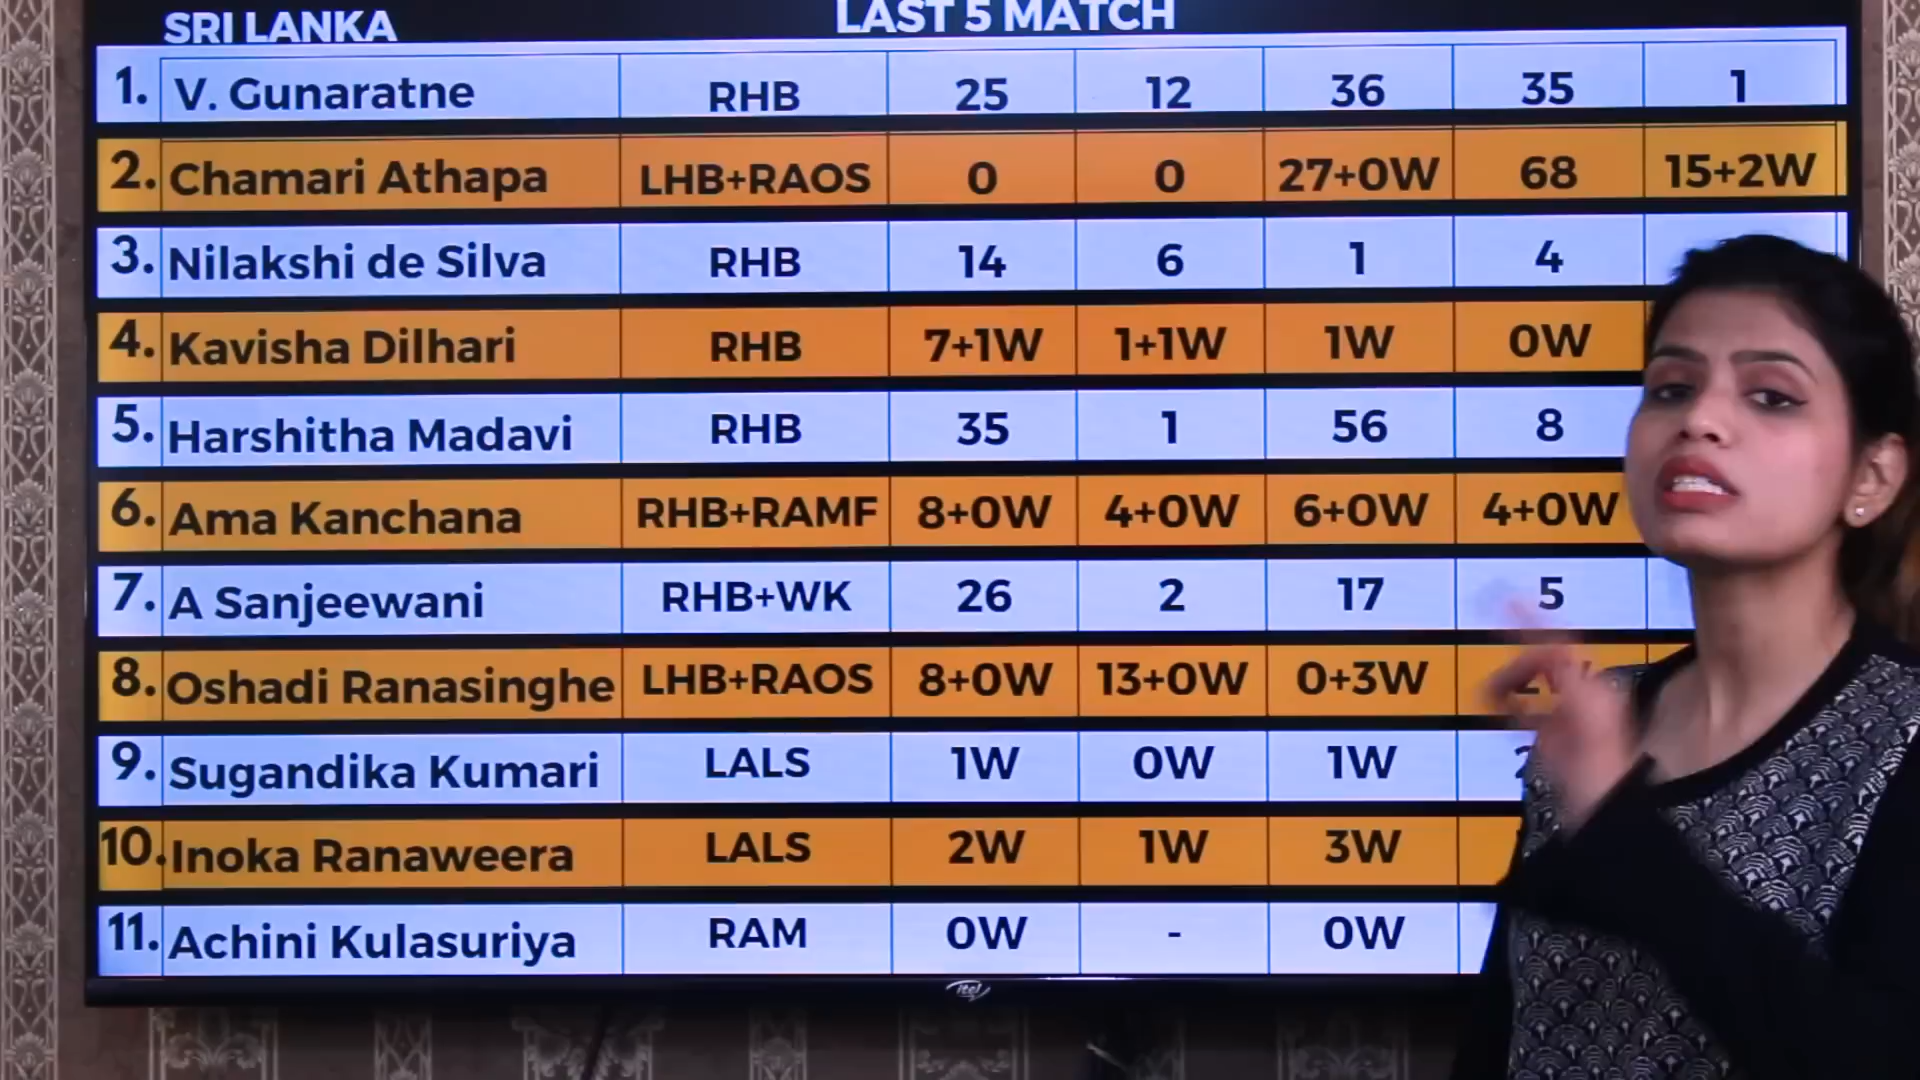 SRI LANKA LAST 5 MATCH
1. V. Gunaratne RHB 25 12 36 35 1
2. Chamari Athapa LHB+RAOS 0 0 27+0W 68 15+2W
3. Nilakshi de Silva RHB 14 6 1 4
4. Kavisha Dilhari RHB 7+1W 1+1W 1W 0W
5. Harshitha Madavi RHB 35 1 56 8
6. Ama Kanchana RHB+RAMF 8+0W 4+0W 6+0W 4+0W
7. A Sanjeewani RHB+WK 26 2 17 5
8. Oshadi Ranasinghe LHB+RAOS 8+0W 13+0W 0+3W
9. Sugandika Kumari LALS 1W 0W 1W
10. Inoka Ranaweera LALS 2W 1W 3W
11. Achini Kulasuriya RAM 0W - 0W
itel